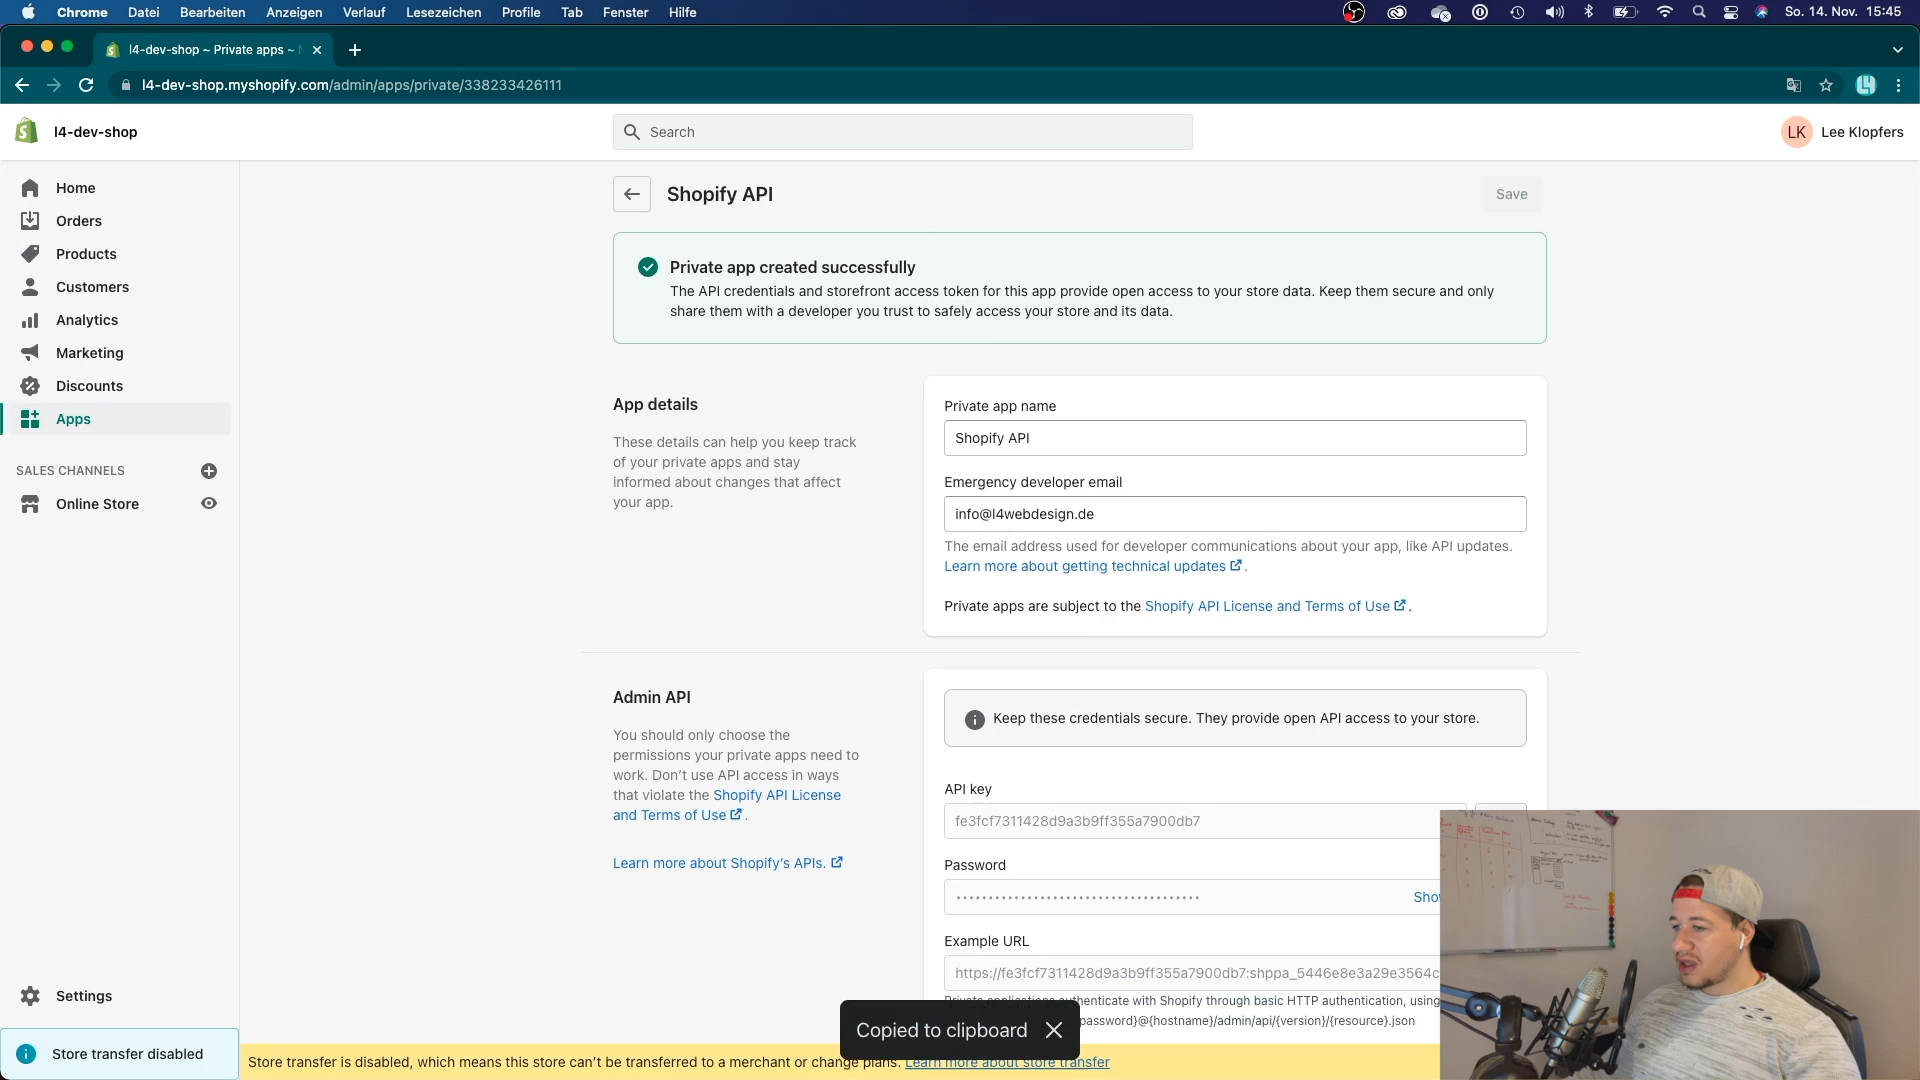 Chrome Datei Bearbeiten Anzeigen Verlauf Lesezeichen Profile Tab Fenster Hilfe So. 14. Nov. 15:45
l4-dev-shop ~ Private apps ~
l4-dev-shop.myshopify.com/admin/apps/private/338233426111
l4-dev-shop
Search
LK Lee Klopfers
Home
Orders
Products
Customers
Analytics
Marketing
Discounts
Apps
SALES CHANNELS
Online Store
Settings
Store transfer disabled
Shopify API
Save
Private app created successfully
The API credentials and storefront access token for this app provide open access to your store data. Keep them secure and only
share them with a developer you trust to safely access your store and its data.
App details
These details can help you keep track
of your private apps and stay
informed about changes that affect
your app.
Private app name
Shopify API
Emergency developer email
info@l4webdesign.de
The email address used for developer communications about your app, like API updates.
Learn more about getting technical updates .
Private apps are subject to the Shopify API License and Terms of Use .
Admin API
You should only choose the
permissions your private apps need to
work. Don't use API access in ways
that violate the Shopify API License
and Terms of Use .
Learn more about Shopify's APIs.
Keep these credentials secure. They provide open API access to your store.
API key
fe3fcf7311428d9a3b9ff355a7900db7
Password
Show
Example URL
https://fe3fcf7311428d9a3b9ff355a7900db7:shppa_5446e8e3a29e3564c
Private applications authenticate with Shopify through basic HTTP authentication, using
password}@{hostname}/admin/api/{version}/{resource}.json
Copied to clipboard
Store transfer is disabled, which means this store can't be transferred to a merchant or change plans. Learn more about store transfer